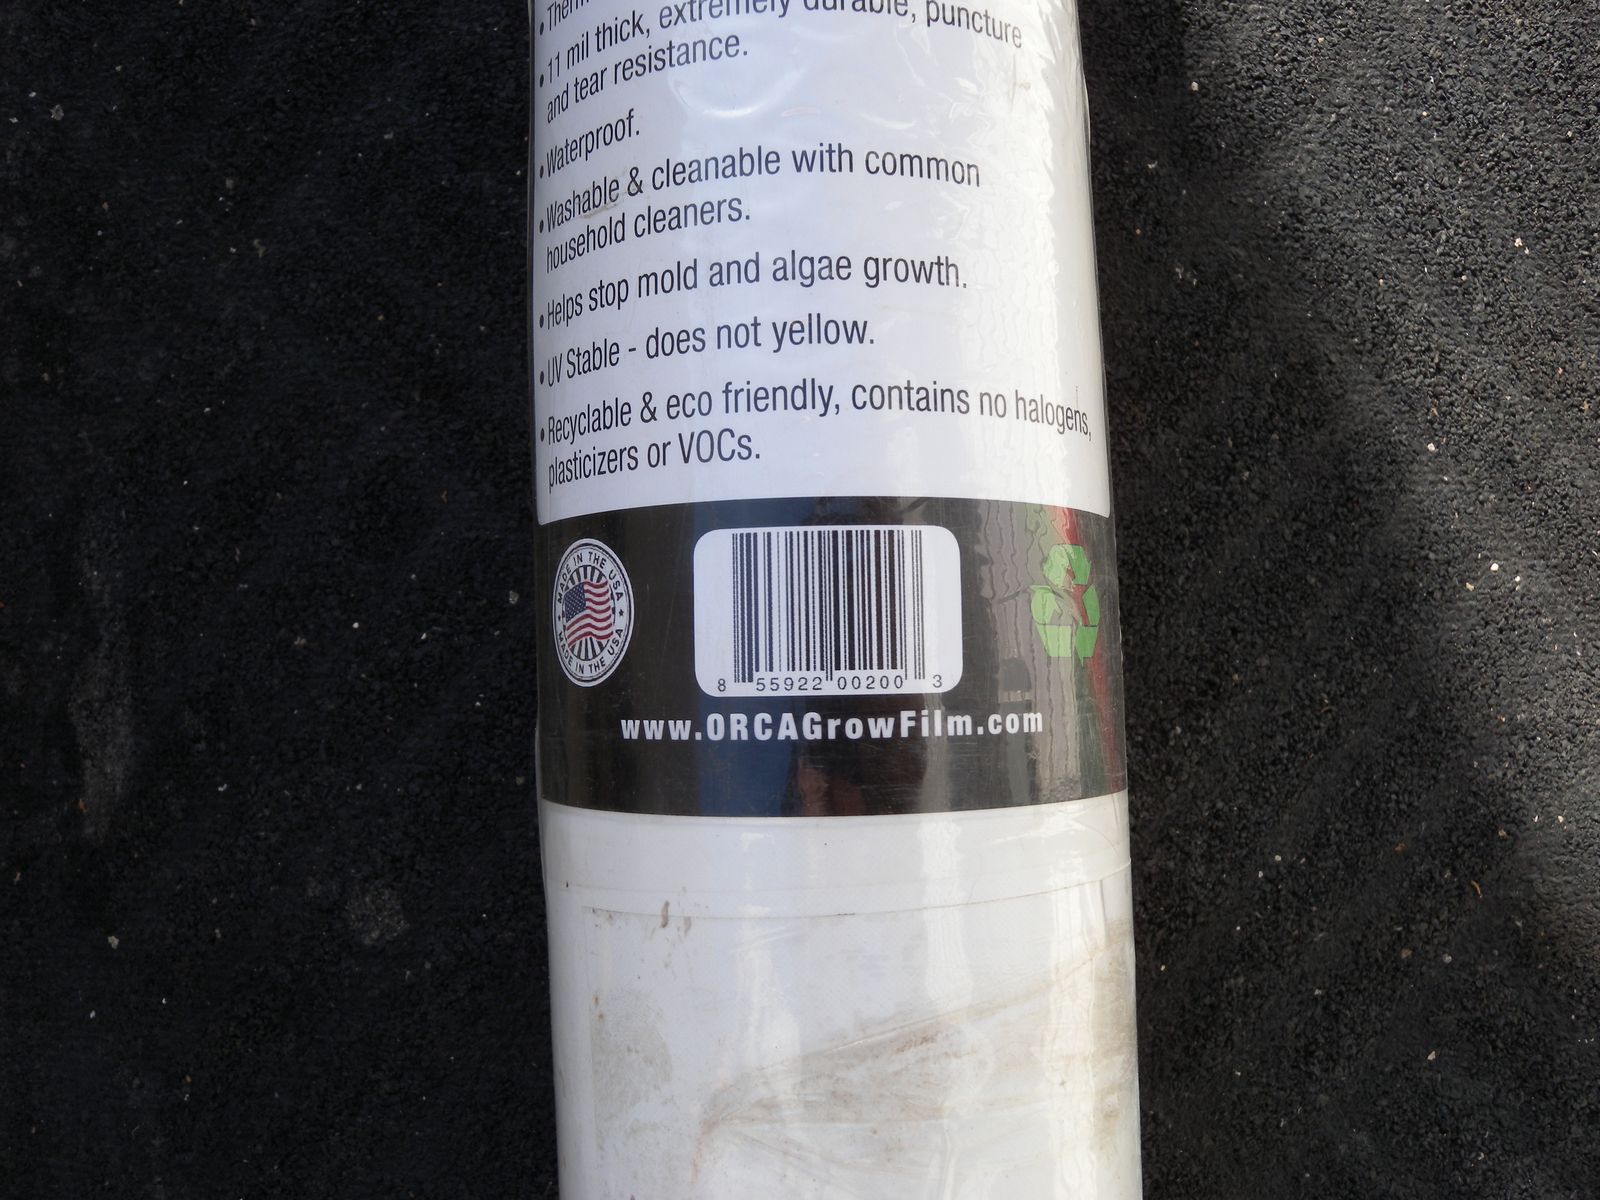 • 11 mil thick, extremely durable, puncture
and tear resistance.
• Waterproof.
• Washable & cleanable with common
household cleaners.
• Helps stop mold and algae growth.
• UV Stable - does not yellow.
• Recyclable & eco friendly, contains no halogens,
plasticizers or VOCs.
MADE IN THE USA
MADE IN THE USA
8 55922 00200 3
www.ORCAGrowFilm.com